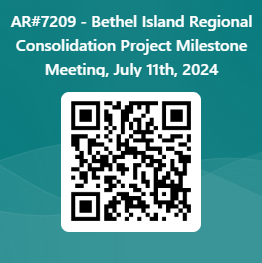 AR#7209 - Bethel Island Regional
Consolidation Project Milestone
Meeting, July 11th, 2024